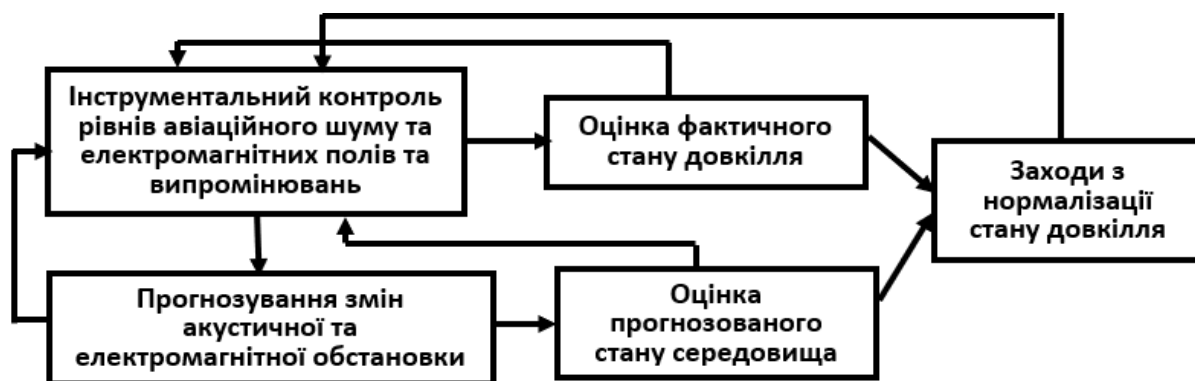 Інструментальний контроль
рівнів авіаційного шуму та
електромагнітних полів та
випромінювань
Оцінка фактичного
стану довкілля
Заходи з
нормалізації
стану довкілля
Прогнозування змін
акустичної та
електромагнітної обстановки
Оцінка
прогнозованого
стану середовища